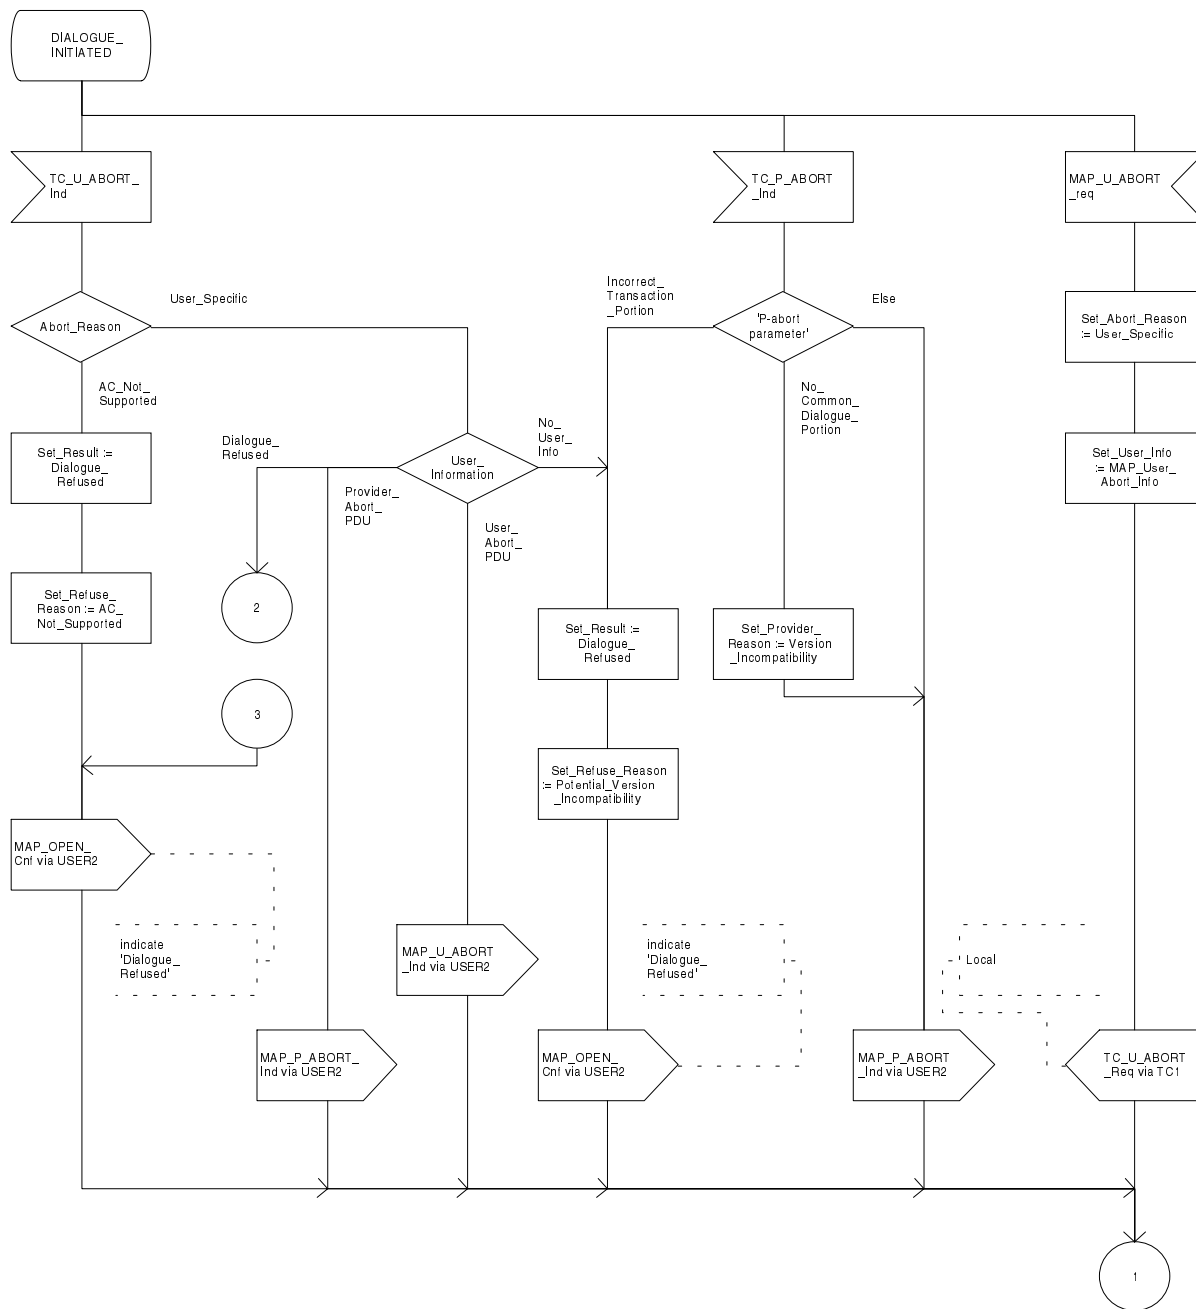 DIALOGUE_
INITIATED
TC_U_ABORT_
Ind
TC_P_ABORT
_Ind
MAP_U_ABORT
_req
Abort_Reason
User_Specific
Incorrect_
Transaction
_Portion
'P-abort
parameter'
Else
Set_Abort_Reason
:= User_Specific
AC_Not_
Supported
No_
Common_
Dialogue_
Portion
Set_Result :=
Dialogue_
Refused
Dialogue_
Refused
User_
Information
No_
User_
Info
Set_User_Info
:= MAP_User_
Abort_Info
Provider_
Abort_
PDU
User_
Abort_
PDU
Set_Refuse_
Reason := AC_
Not_Supported
2
Set_Result :=
Dialogue_
Refused
Set_Provider_
Reason := Version
_Incompatibility
3
Set_Refuse_Reason
:= Potential_Version
_Incompatibility
MAP_OPEN_
Cnf via USER2
indicate
'Dialogue_
Refused'
MAP_U_ABORT
_Ind via USER2
indicate
'Dialogue_
Refused'
Local
MAP_P_ABORT_
Ind via USER2
MAP_OPEN_
Cnf via USER2
MAP_P_ABORT
_Ind via USER2
TC_U_ABORT
_Req via TC1
1